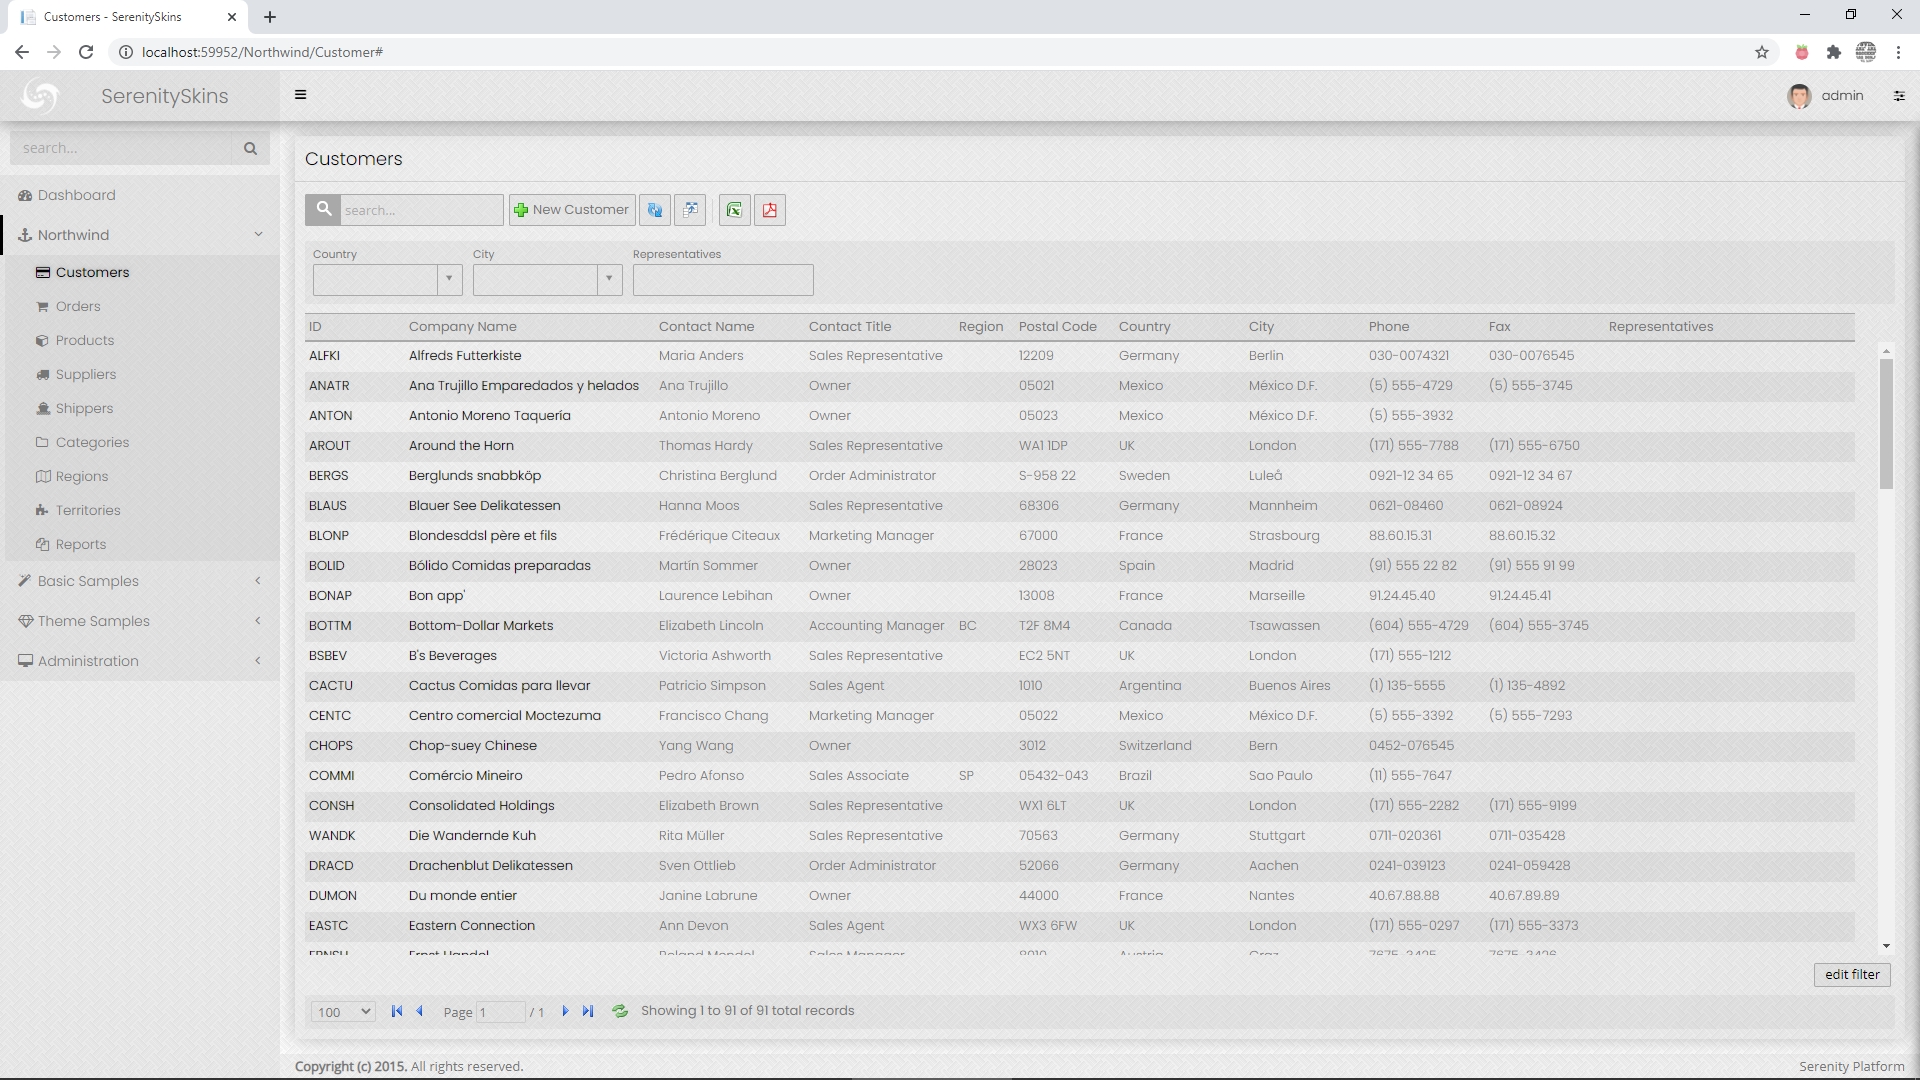 Customers - SerenitySkins
localhost:59952/Northwind/Customer#
SerenitySkins
admin
search...
Dashboard
Northwind
Customers
Orders
Products
Suppliers
Shippers
Categories
Regions
Territories
Reports
Basic Samples
Theme Samples
Administration
Customers
search... New Customer
Country City Representatives
ID Company Name Contact Name Contact Title Region Postal Code Country City Phone Fax Representatives
ALFKI Alfreds Futterkiste Maria Anders Sales Representative 12209 Germany Berlin 030-0074321 030-0076545
ANATR Ana Trujillo Emparedados y helados Ana Trujillo Owner 05021 Mexico México D.F. (5) 555-4729 (5) 555-3745
ANTON Antonio Moreno Taquería Antonio Moreno Owner 05023 Mexico México D.F. (5) 555-3932
AROUT Around the Horn Thomas Hardy Sales Representative WA1 1DP UK London (171) 555-7788 (171) 555-6750
BERGS Berglunds snabbköp Christina Berglund Order Administrator S-958 22 Sweden Luleå 0921-12 34 65 0921-12 34 67
BLAUS Blauer See Delikatessen Hanna Moos Sales Representative 68306 Germany Mannheim 0621-08460 0621-08924
BLONP Blondesddsl père et fils Frédérique Citeaux Marketing Manager 67000 France Strasbourg 88.60.15.31 88.60.15.32
BOLID Bólido Comidas preparadas Martín Sommer Owner 28023 Spain Madrid (91) 555 22 82 (91) 555 91 99
BONAP Bon app' Laurence Lebihan Owner 13008 France Marseille 91.24.45.40 91.24.45.41
BOTTM Bottom-Dollar Markets Elizabeth Lincoln Accounting Manager BC T2F 8M4 Canada Tsawassen (604) 555-4729 (604) 555-3745
BSBEV B's Beverages Victoria Ashworth Sales Representative EC2 5NT UK London (171) 555-1212
CACTU Cactus Comidas para llevar Patricio Simpson Sales Agent 1010 Argentina Buenos Aires (1) 135-5555 (1) 135-4892
CENTC Centro comercial Moctezuma Francisco Chang Marketing Manager 05022 Mexico México D.F. (5) 555-3392 (5) 555-7293
CHOPS Chop-suey Chinese Yang Wang Owner 3012 Switzerland Bern 0452-076545
COMMI Comércio Mineiro Pedro Afonso Sales Associate SP 05432-043 Brazil Sao Paulo (11) 555-7647
CONSH Consolidated Holdings Elizabeth Brown Sales Representative WX1 6LT UK London (171) 555-2282 (171) 555-9199
WANDK Die Wandernde Kuh Rita Müller Sales Representative 70563 Germany Stuttgart 0711-020361 0711-035428
DRACD Drachenblut Delikatessen Sven Ottlieb Order Administrator 52066 Germany Aachen 0241-039123 0241-059428
DUMON Du monde entier Janine Labrune Owner 44000 France Nantes 40.67.88.88 40.67.89.89
EASTC Eastern Connection Ann Devon Sales Agent WX3 6FW UK London (171) 555-0297 (171) 555-3373
edit filter
100 Page 1 / 1 Showing 1 to 91 of 91 total records
Copyright (c) 2015. All rights reserved. Serenity Platform